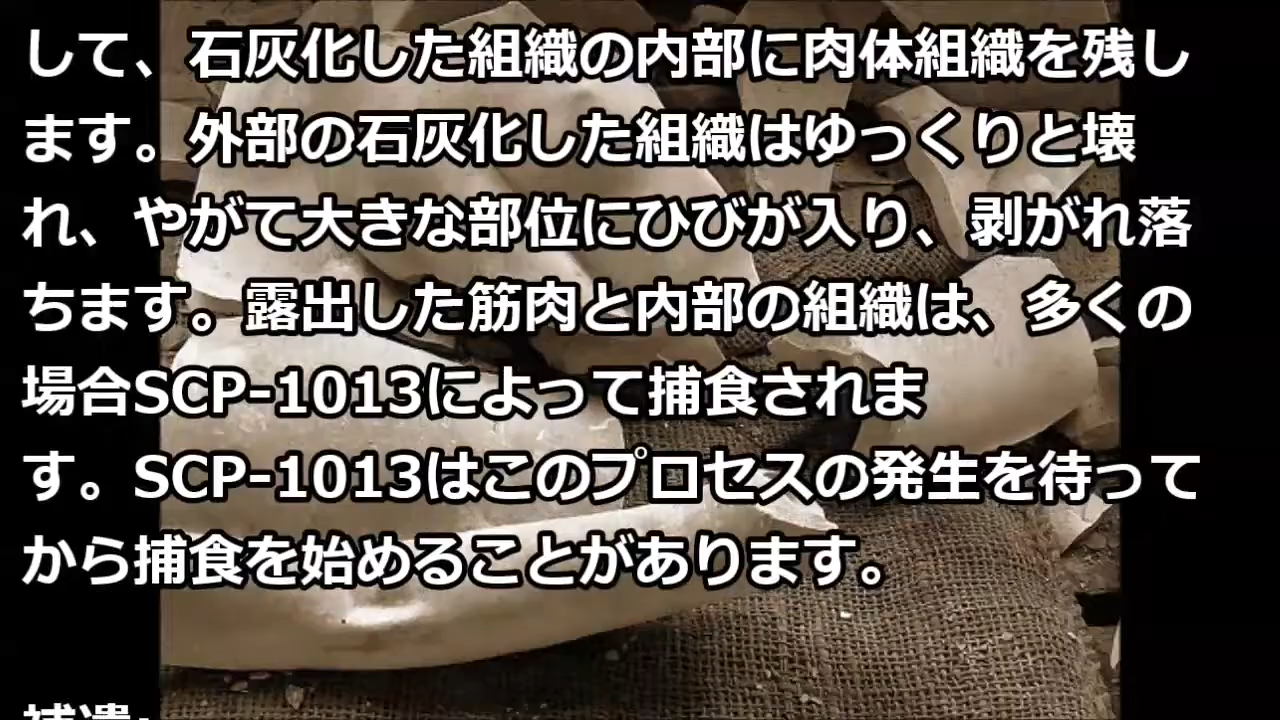 して、石灰化した組織の内部に肉体組織を残し
ます。外部の石灰化した組織はゆっくりと壊
れ、やがて大きな部位にひびが入り、剥がれ落
ちます。露出した筋肉と内部の組織は、多くの
場合SCP-1013によって捕食されま
す。SCP-1013はこのプロセスの発生を待って
から捕食を始めることがあります。
補遺: